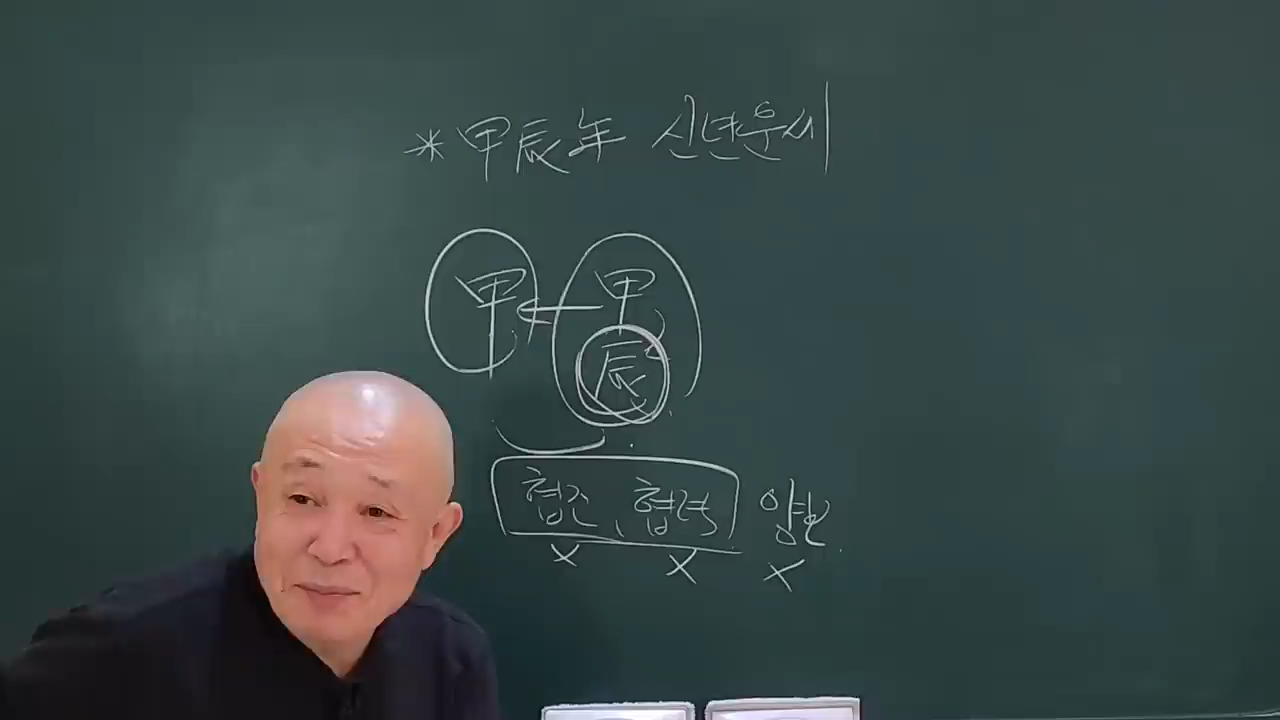 * 甲辰年 신년운세
甲 甲
辰
협조, 협력 양보
x x x